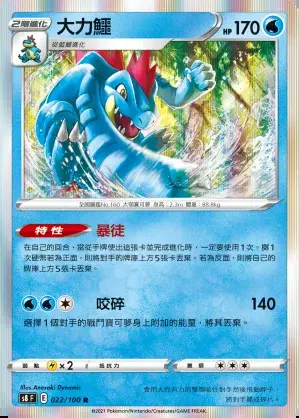 2階進化
大力鱷
HP 170
從藍鱷進化
全國圖鑑No.160 大顎寶可夢 身高：2.3m 體重：88.8kg
特性 暴徒
在自己的回合，當從手牌使出這張卡並完成進化時，一定要使用1次。擲1
次硬幣若為正面，則將對手的牌庫上方5張卡丟棄。若為反面，則將自己的
牌庫上方5張卡丟棄。
咬碎 140
選擇1個對手的戰鬥寶可夢身上附加的能量，將其丟棄。
弱點 ×2 抵抗力 撤退
Illus. Anesaki Dynamic
S8 F E 022/100 R
©2021 Pokémon/Nintendo/Creatures/GAME FREAK